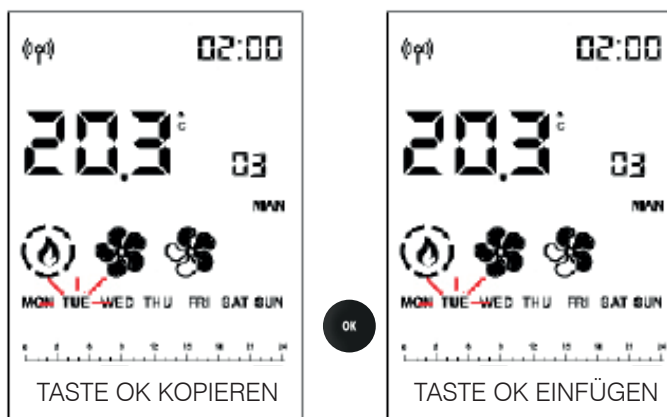 02:00
20.3 °C
03
MAN
MON TUE WED THU FRI SAT SUN
TASTE OK KOPIEREN
OK
02:00
20.3 °C
03
MAN
MON TUE WED THU FRI SAT SUN
TASTE OK EINFÜGEN